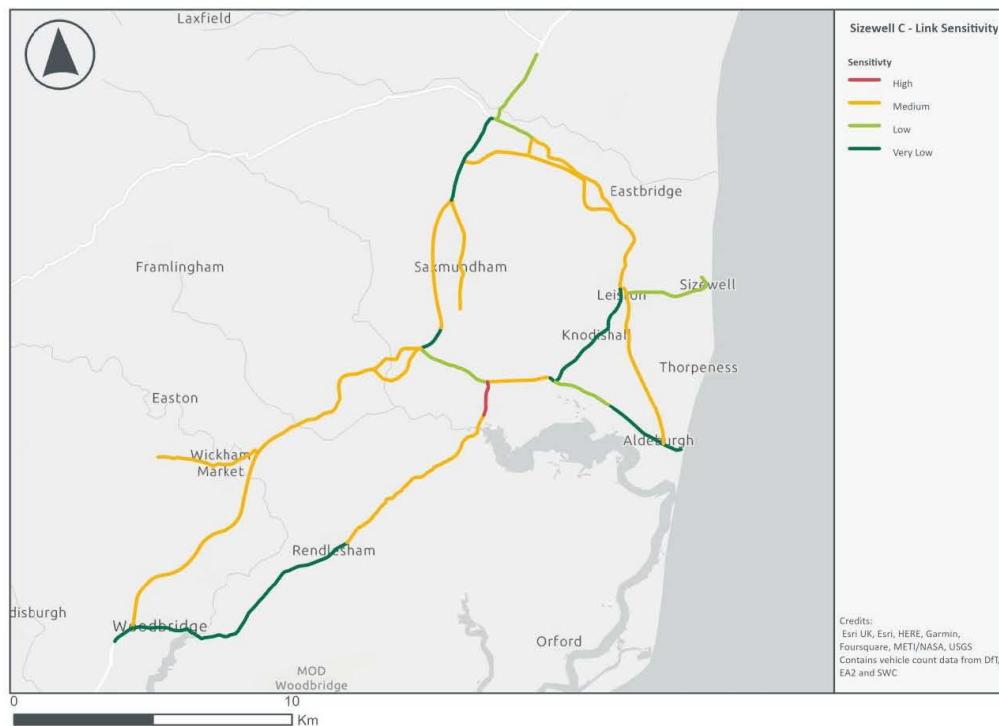 Laxfield
Sizewell C - Link Sensitivity
Sensitivty
High
Medium
Low
Very Low
Eastbridge
Framlingham
Saxmundham
Sizewell
Leiston
Knodishall
Thorpeness
Easton
Aldeburgh
Wickham
Market
Rendlesham
disburgh
Woodbridge
Orford
MOD
Woodbridge
Credits:
Esri UK, Esri, HERE, Garmin,
Foursquare, METI/NASA, USGS
Contains vehicle count data from DfT,
EA2 and SWC
0
10
Km